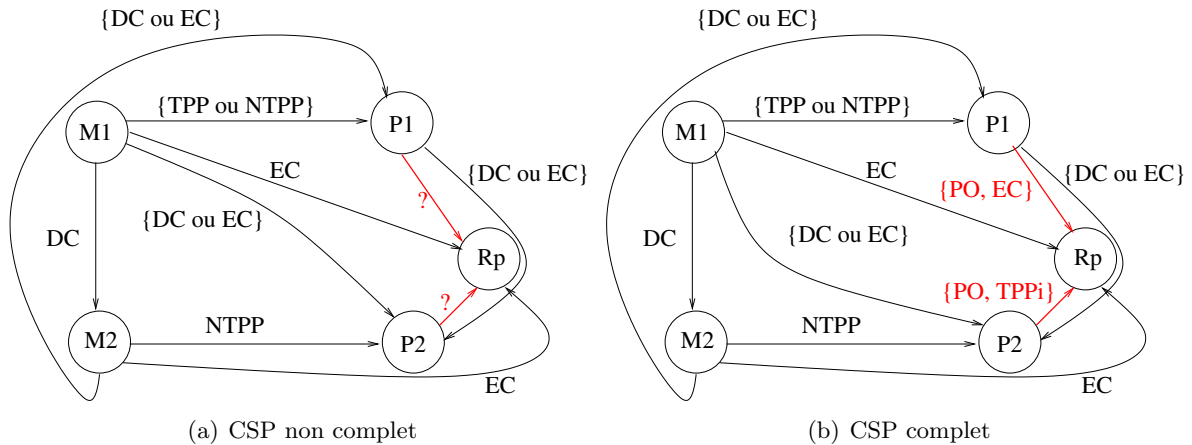 {DC ou EC}
{TPP ou NTPP}
M1
P1
EC
{DC ou EC}
?
{DC ou EC}
DC
Rp
?
M2
NTPP
P2
EC
(a) CSP non complet
{DC ou EC}
{TPP ou NTPP}
M1
P1
EC
{DC ou EC}
{PO, EC}
{DC ou EC}
DC
Rp
{PO, TPPi}
M2
NTPP
P2
EC
(b) CSP complet